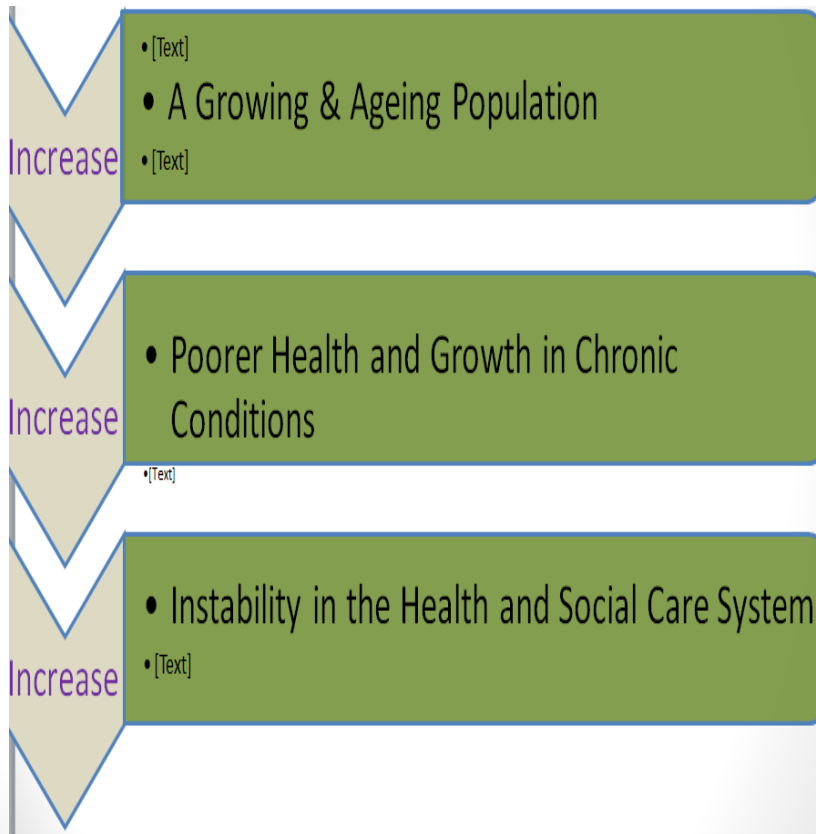 • [Text]
• A Growing & Ageing Population
Increase
• [Text]
• Poorer Health and Growth in Chronic
Conditions
Increase
•[Text]
• Instability in the Health and Social Care System
• [Text]
Increase